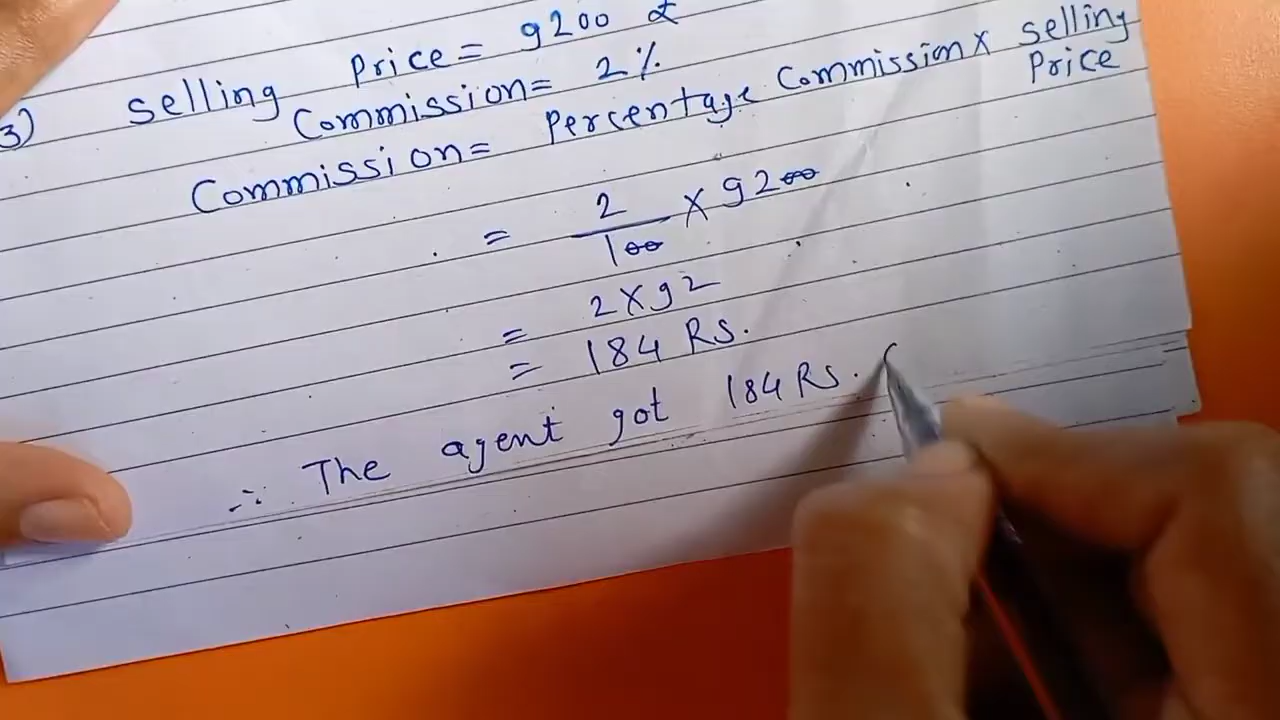 3) Selling Price = 9200
Commission = 2%
Commission = Percentage Commission x Selling Price
= 2/100 x 9200
= 2 x 92
= 184 Rs.
∴ The agent got 184 Rs.